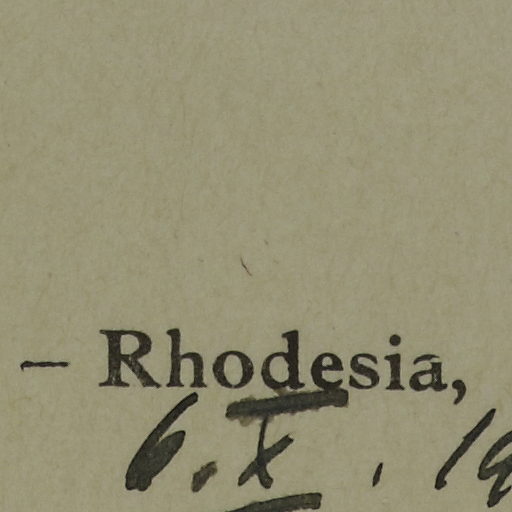 – Rhodesia,
6. X. 19